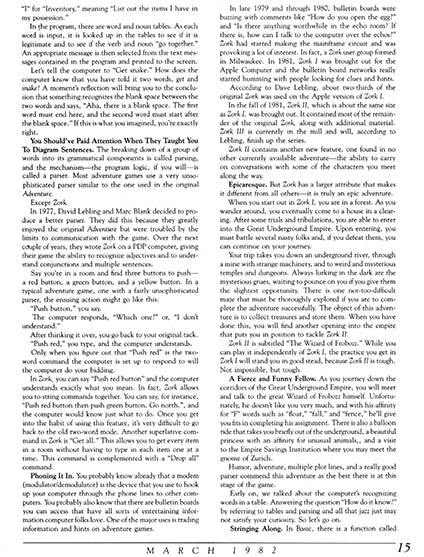 "I" for "Inventory," meaning "List out the items I have in
my possession."
In the program, there are word and noun tables. As each
word is input, it is looked up in the tables to see if it is
legitimate and to see if the verb and noun "go together."
An appropriate message is then selected from the text mes-
sages contained in the program and printed to the screen.
Let's tell the computer to "Get snake." How does the
computer know that you have told it two words, get and
snake? A moment's reflection will bring you to the conclu-
sion that something recognizes the blank space between the
two words and says, "Aha, there is a blank space. The first
word must end here, and the second word must start after
the blank space." If this is what you imagined, you're exactly
right.
You Should've Paid Attention When They Taught You
To Diagram Sentences. The breaking down of a group of
words into its grammatical components is called parsing,
and the mechanism—the program logic, if you will—is
called a parser. Most adventure games use a very unso-
phisticated parser similar to the one used in the original
Adventure.
Except Zork.
In 1977, David Lebling and Marc Blank decided to pro-
duce a better parser. They did this because they greatly
enjoyed the original Adventure but were troubled by the
limits to communication with the game. Over the next
couple of years, they wrote Zork on a PDP computer, giving
their game the ability to recognize adjectives and to under-
stand conjunctions and multiple sentences.
Say you're in a room and find three buttons to push—
a red button, a green button, and a yellow button. In a
typical adventure game, one with a fairly unsophisticated
parser, the ensuing action might go like this:
"Push button," you say.
The computer responds, "Which one?" or, "I don't
understand."
After thinking it over, you go back to your original tack.
"Push red," you type, and the computer understands.
Only when you figure out that "Push red" is the two-
word command the computer is set up to respond to will
the computer do your bidding.
In Zork, you can say "Push red button" and the computer
understands exactly what you mean. In fact, Zork allows
you to string commands together. You can say, for instance,
"Push red button then push green button. Go north.", and
the computer would know just what to do. Once you get
into the habit of using this feature, it's very difficult to go
back to the old two-word mode. Another superlative com-
mand in Zork is "Get all." This allows you to get every item
in a room without having to type in each item one at a
time. This command is complemented with a "Drop all"
command.
Phoning It In. You probably know already that a modem
(modulator/demodulator) is the device that you use to hook
up your computer through the phone lines to other com-
puters. You probably also know that there are bulletin boards
you can access that have all sorts of entertaining infor-
mation computer folks love. One of the major uses is trading
information and hints on adventure games.
In late 1979 and through 1980, bulletin boards were
buzzing with comments like "How do you open the egg?"
and "Is there anything worthwhile in the echo room? If
there is, how can I talk to the computer over the echo?"
Zork had started making the mainframe circuit and was
provoking a lot of interest. In fact, a Zork user group formed
in Milwaukee. In 1981, Zork I was brought out for the
Apple Computer and the bulletin board networks really
started humming with people looking for clues and hints.
According to Dave Lebling, about two-thirds of the
original Zork was used on the Apple version of Zork I.
In the fall of 1981, Zork II, which is about the same size
as Zork I, was brought out. It contained most of the remain-
der of the original Zork, along with additional material.
Zork III is currently in the mill and will, according to
Lebling, finish up the series.
Zork II contains another new feature, one found in no
other currently available adventure—the ability to carry
on conversations with some of the characters you meet
along the way.
Epicaresque. But Zork has a larger attribute that makes
it different from all others—it is truly an epic adventure.
When you start out in Zork I, you are in a forest. As you
wander around, you eventually come to a house in a clear-
ing. After some trials and tribulations, you are able to enter
into the Great Underground Empire. Upon entering, you
must battle several nasty folks and, if you defeat them, you
can continue on your journey.
Your trip takes you down an underground river, through
a mine with strange machinery, and to weird and mysterious
temples and dungeons. Always lurking in the dark are the
mysterious grues, waiting to pounce on you if you give them
the slightest opportunity. There is one not-too-difficult
maze that must be thoroughly explored if you are to com-
plete the adventure successfully. The object of this adven-
ture is to collect treasures and store them. When you have
done this, you will find another opening into the empire
that puts you in position to tackle Zork II.
Zork II is subtitled "The Wizard of Frobozz." While you
can play it independently of Zork I, the practice you get in
Zork I will stand you in good stead, because Zork II is tough.
Not impossible, but tough.
A Fierce and Funny Fellow. As you journey down the
corridors of the Great Underground Empire, you will meet
and talk to the great Wizard of Frobozz himself. Unfortu-
nately, he doesn't like you very much, and with his affinity
for "F" words such as "float," "fall," and "fence," he'll give
you fits in completing his assignment. There is also a balloon
ride that takes you briefly out of the underground, a beautiful
princess with an affinity for unusual animals,, and a visit
to the Empire Savings Institution where you may meet the
gnome of Zurich.
Humor, adventure, multiple plot lines, and a really good
parser commend this adventure as the best there is at this
stage of the game.
Early on, we talked about the computer's recognizing
words in a table. Answering the question "How do it know?"
by referring to tables and parsing and all that jazz just may
not satisfy your curiosity. So let's go on.
Stringing Along. In Basic, there is a function called
MARCH 1982
15